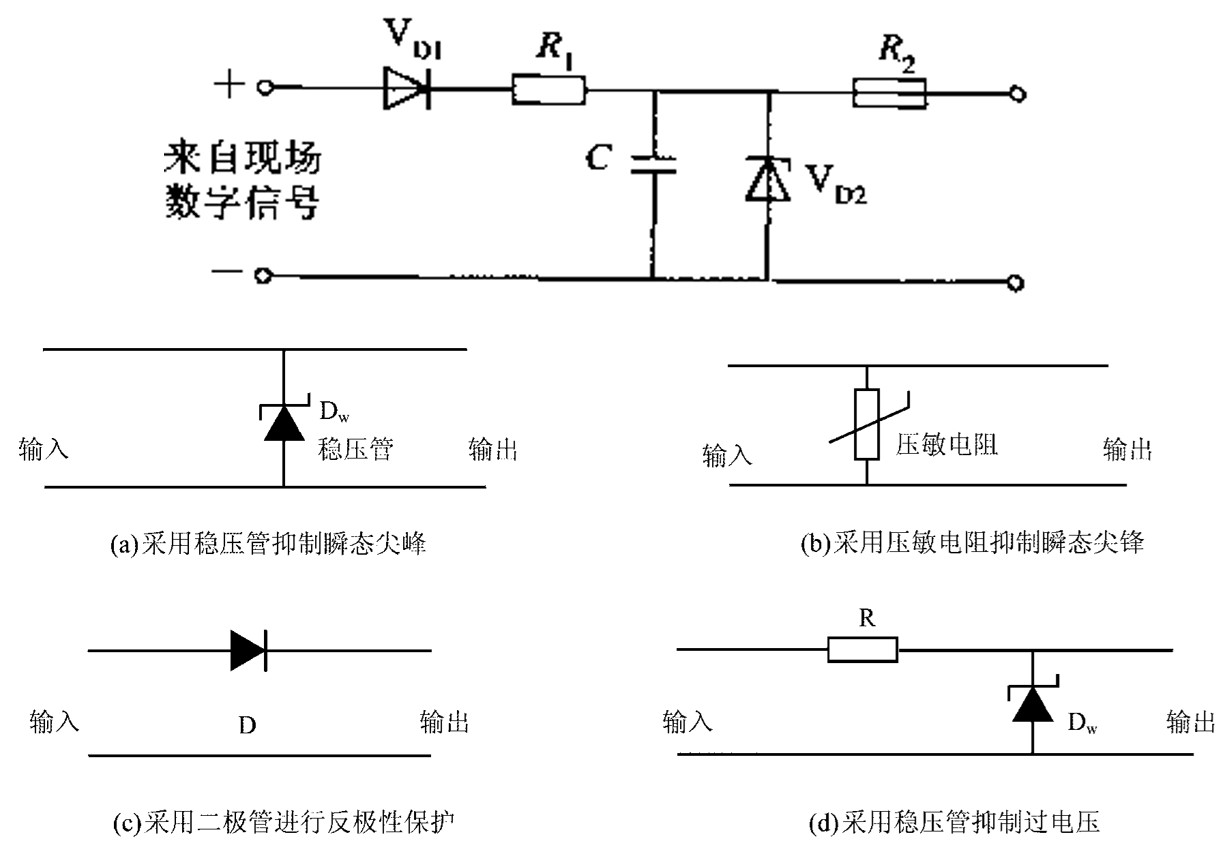 V_D1
R_1
R_2
+
来自现场
数字信号
C
V_D2
—
D_w
稳压管
输入
输出
(a)采用稳压管抑制瞬态尖峰
压敏电阻
输入
输出
(b)采用压敏电阻抑制瞬态尖锋
输入
D
输出
(c)采用二极管进行反极性保护
R
输入
D_w
输出
(d)采用稳压管抑制过电压